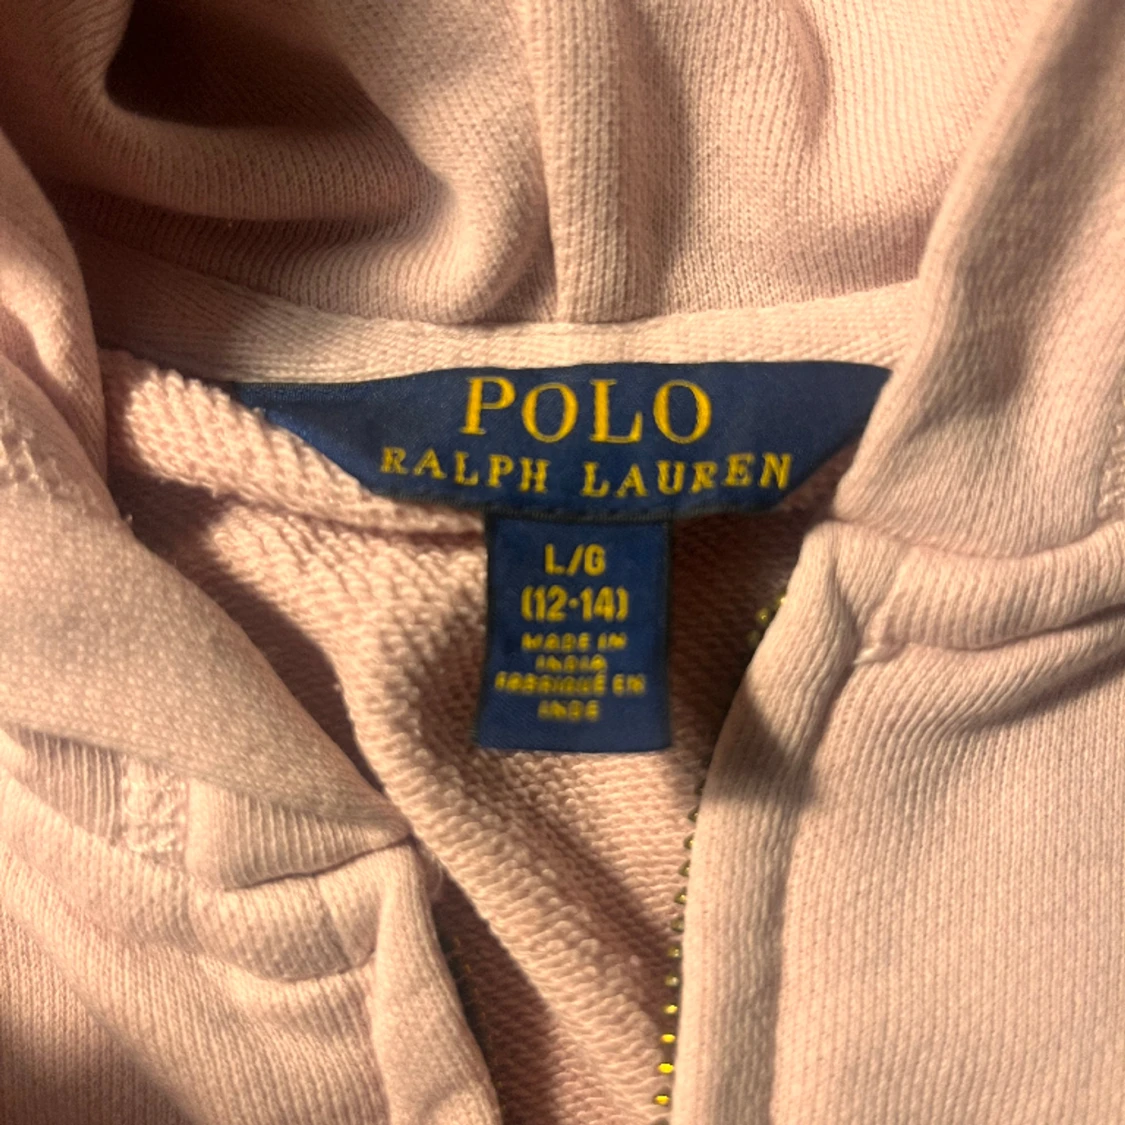 POLO
RALPH LAUREN
L/G
(12-14)
MADE IN
INDIA
FABRIQUÉ EN
INDE